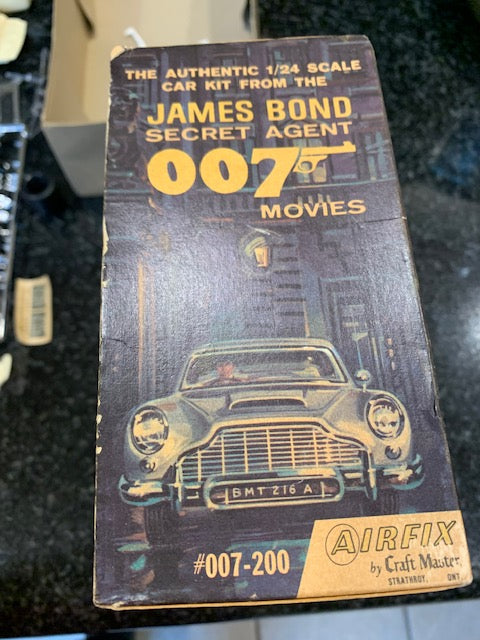 THE AUTHENTIC 1/24 SCALE
CAR KIT FROM THE
JAMES BOND
SECRET AGENT
007
MOVIES
BMT 216 A
#007-200
AIRFIX
by Craft Master
STRATHROY, ONT.